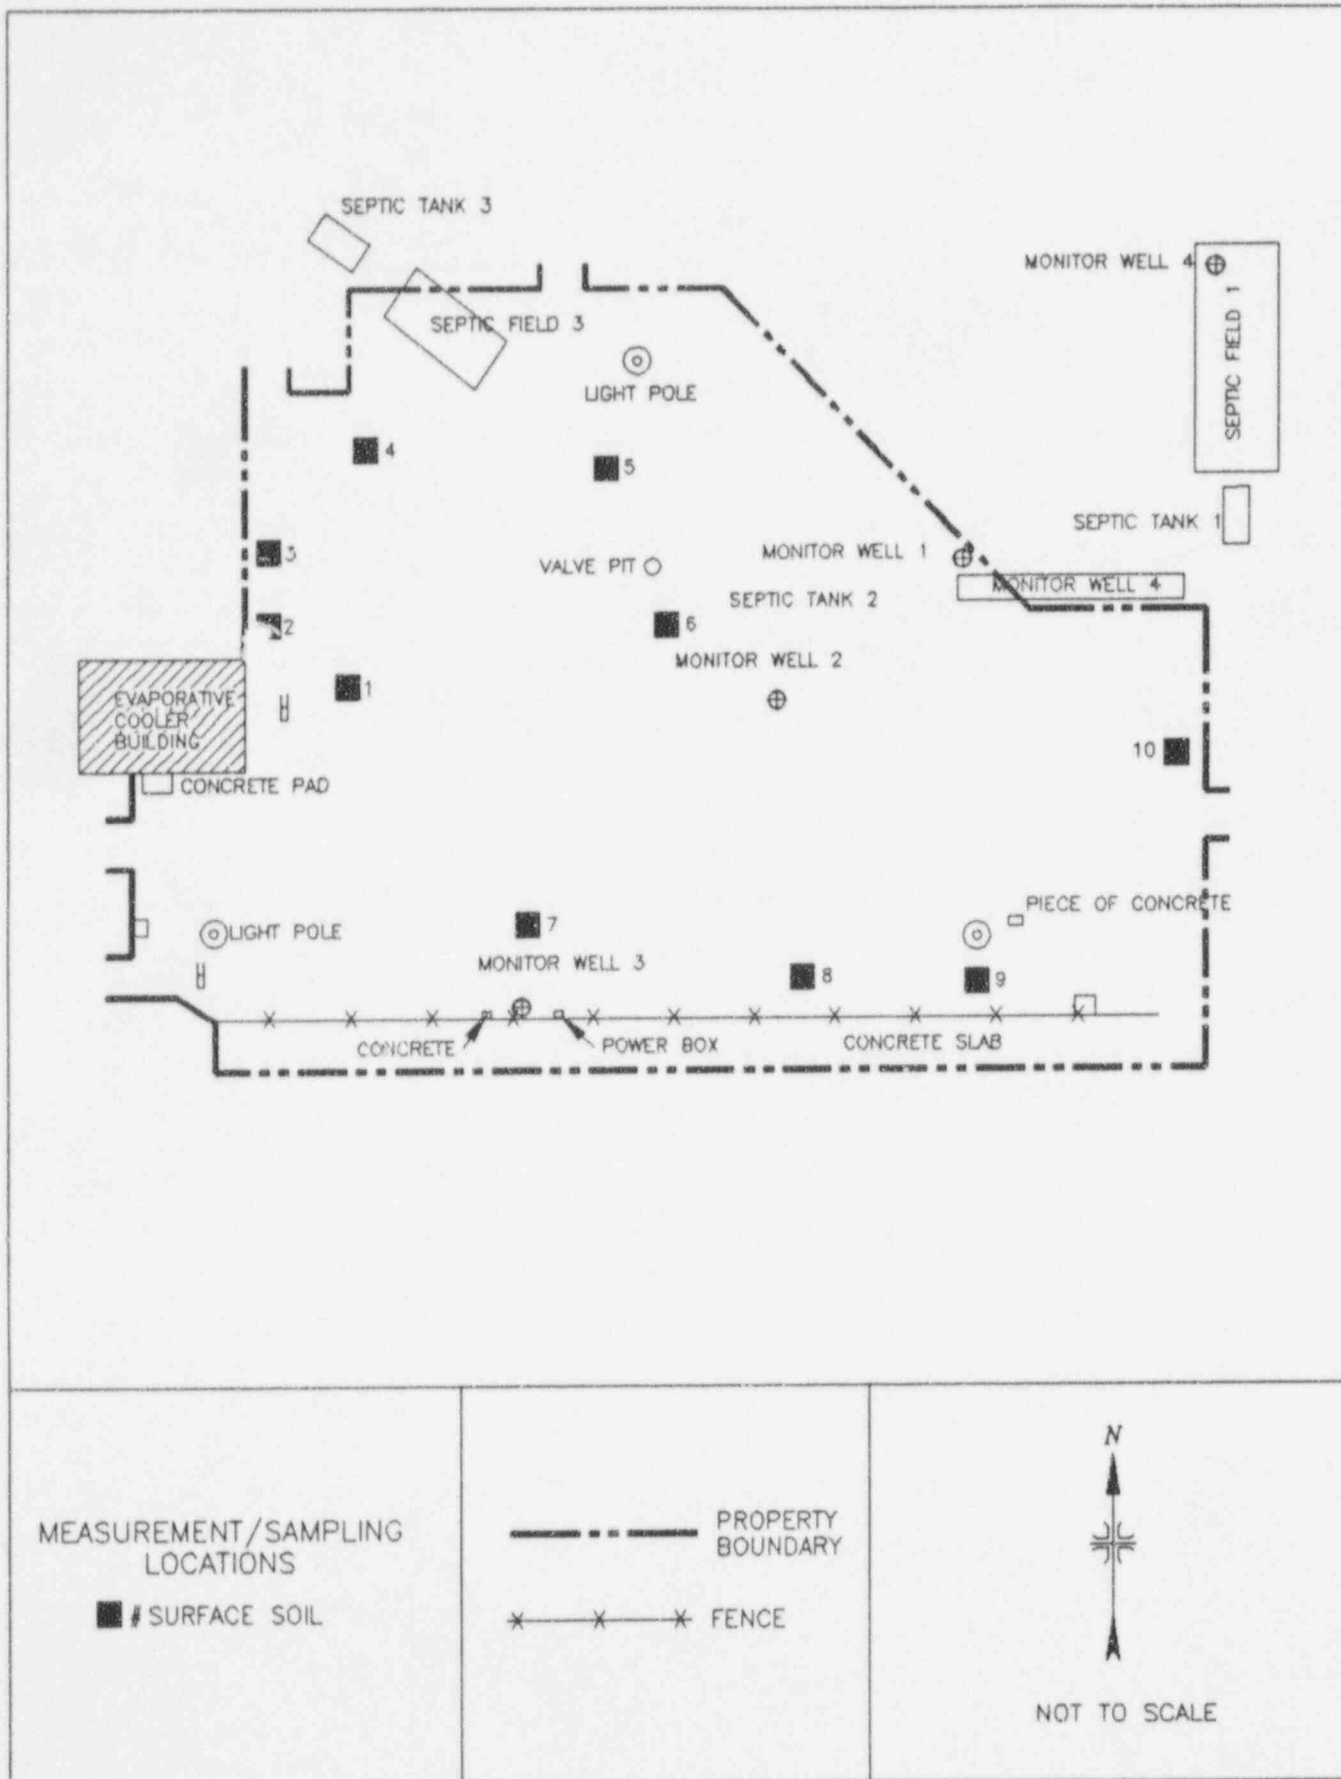 SEPTIC TANK 3
MONITOR WELL 4
SEPTIC FIELD 1
SEPTIC FIELD 3
LIGHT POLE
4
5
SEPTIC TANK 1
3
VALVE PIT
MONITOR WELL 1
MONITOR WELL 4
SEPTIC TANK 2
2
6
MONITOR WELL 2
1
EVAPORATIVE
COOLER
BUILDING
10
CONCRETE PAD
PIECE OF CONCRETE
LIGHT POLE
7
MONITOR WELL 3
8
9
CONCRETE
POWER BOX
CONCRETE SLAB
MEASUREMENT/SAMPLING
LOCATIONS
# SURFACE SOIL
PROPERTY
BOUNDARY
FENCE
N
NOT TO SCALE